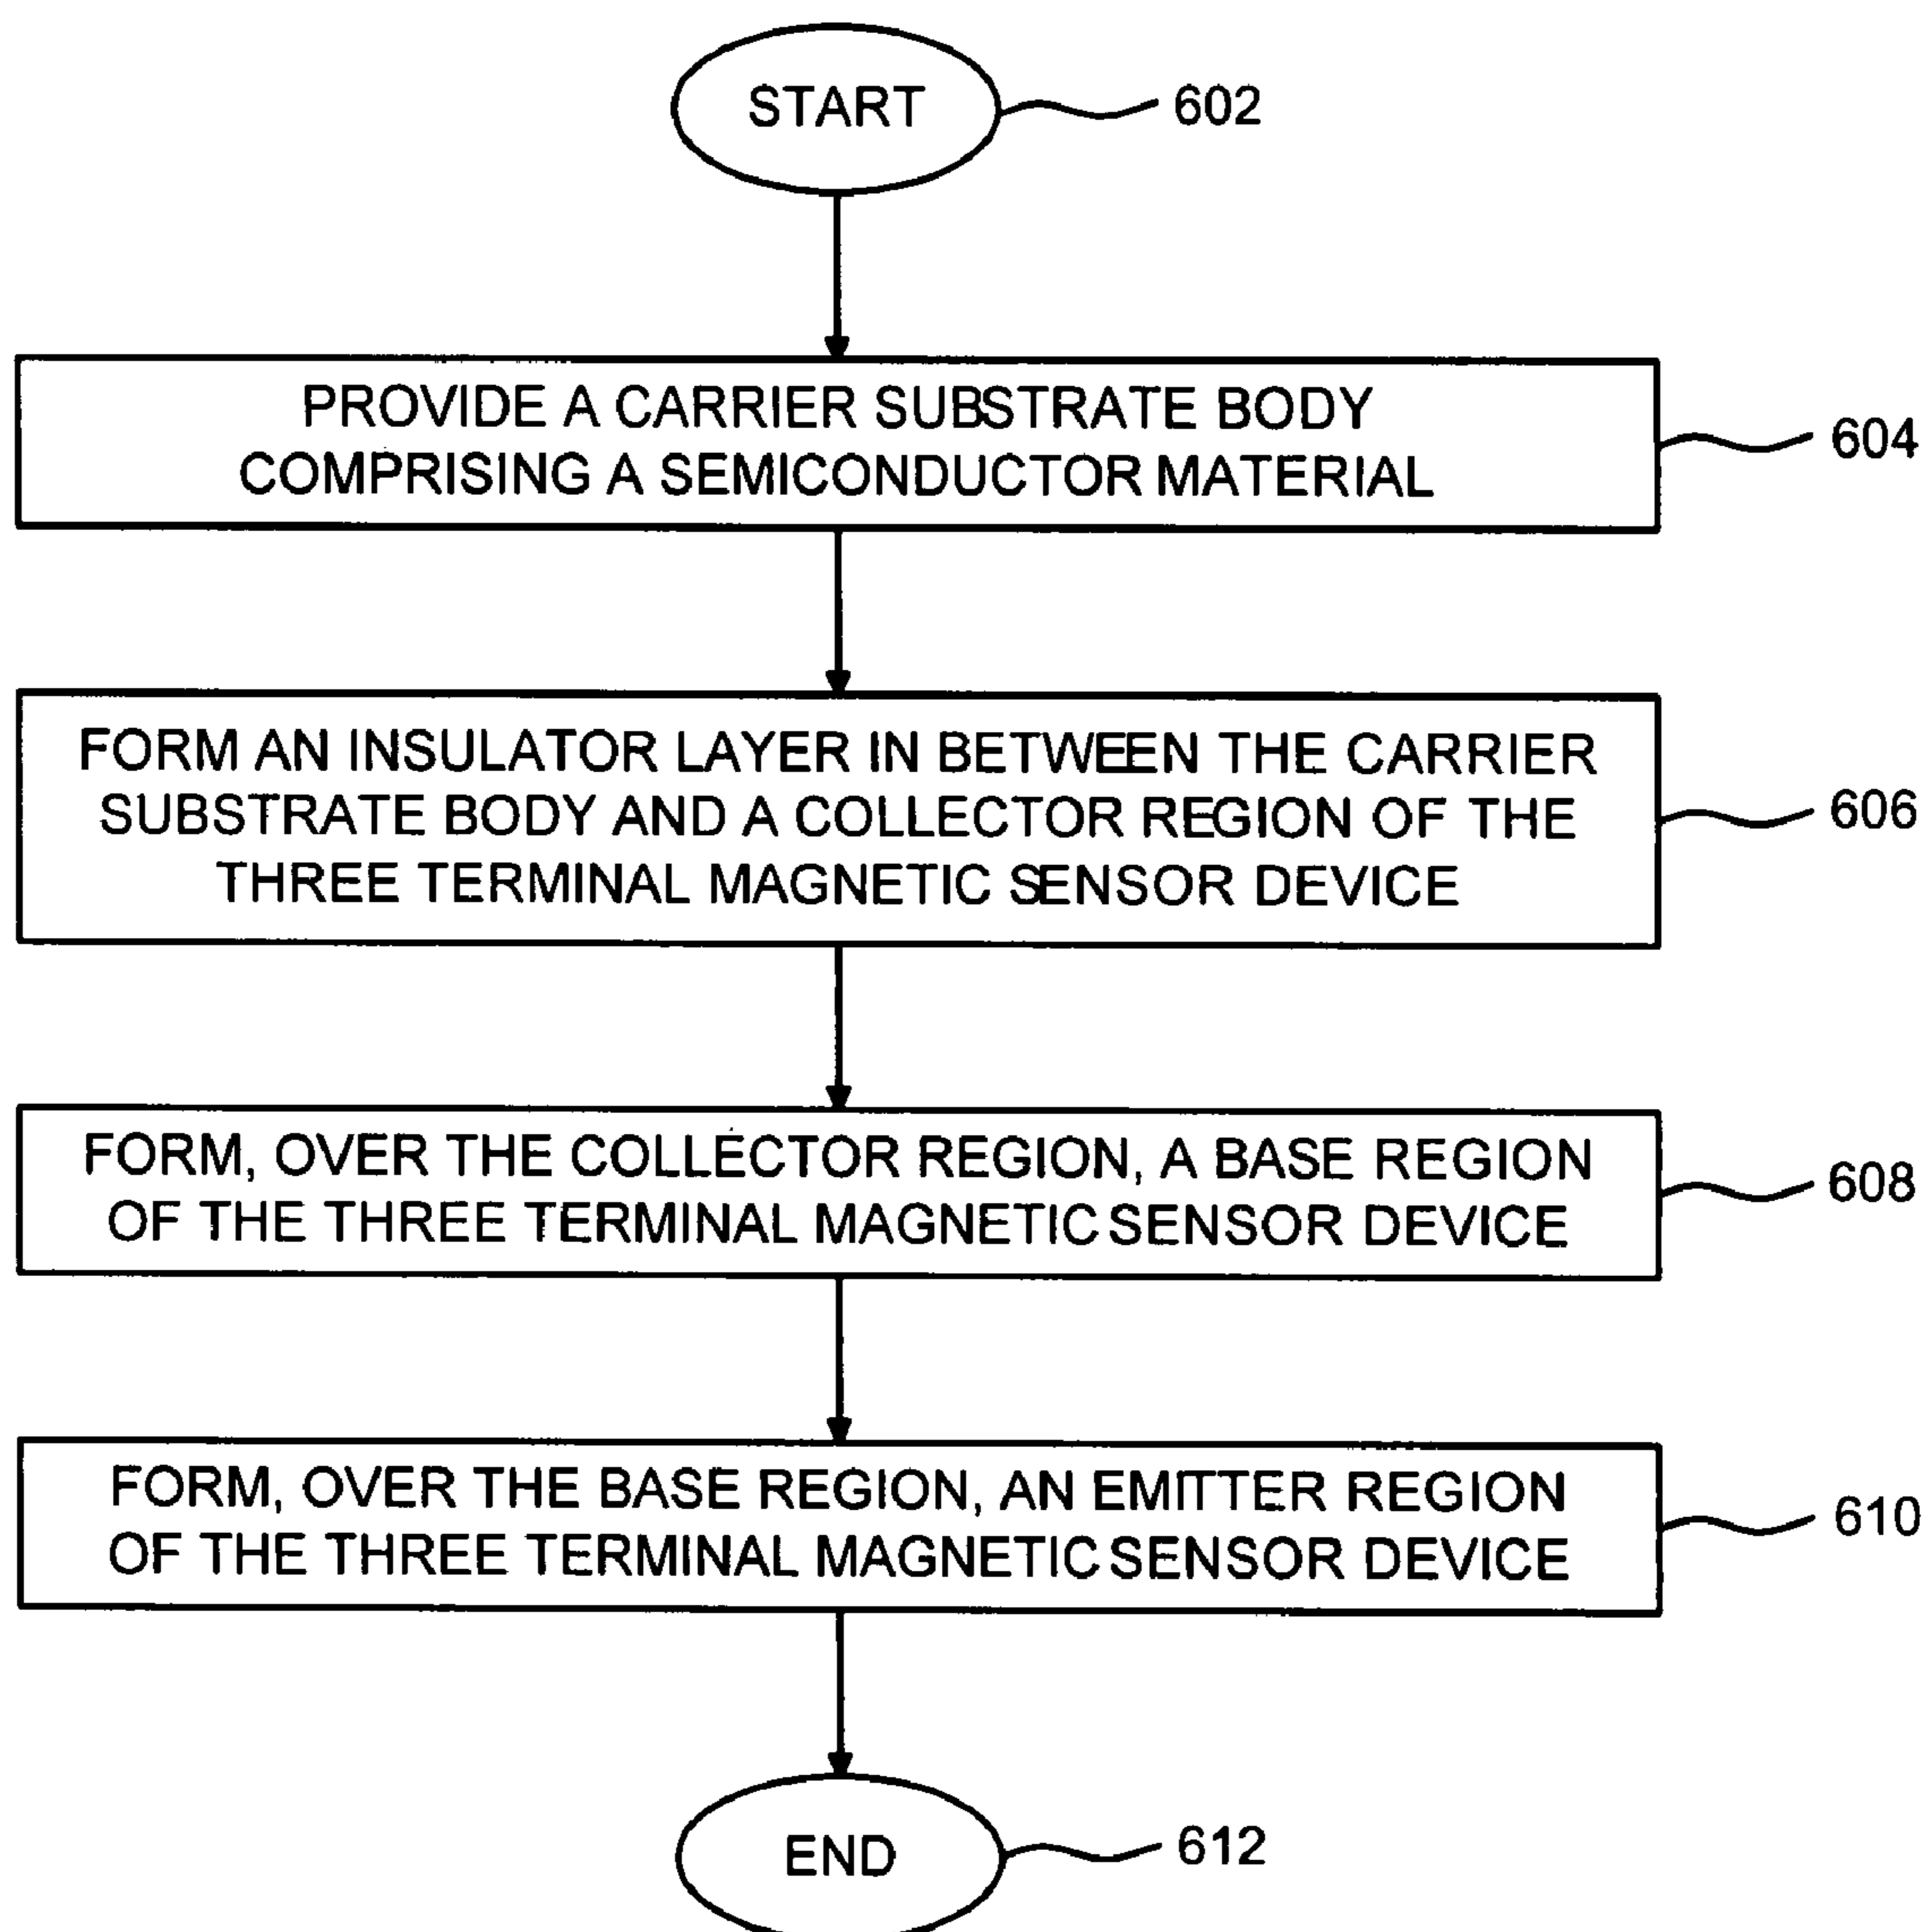 START
602
PROVIDE A CARRIER SUBSTRATE BODY
COMPRISING A SEMICONDUCTOR MATERIAL
604
FORM AN INSULATOR LAYER IN BETWEEN THE CARRIER
SUBSTRATE BODY AND A COLLECTOR REGION OF THE
THREE TERMINAL MAGNETIC SENSOR DEVICE
606
FORM, OVER THE COLLECTOR REGION, A BASE REGION
OF THE THREE TERMINAL MAGNETIC SENSOR DEVICE
608
FORM, OVER THE BASE REGION, AN EMITTER REGION
OF THE THREE TERMINAL MAGNETIC SENSOR DEVICE
610
END
612